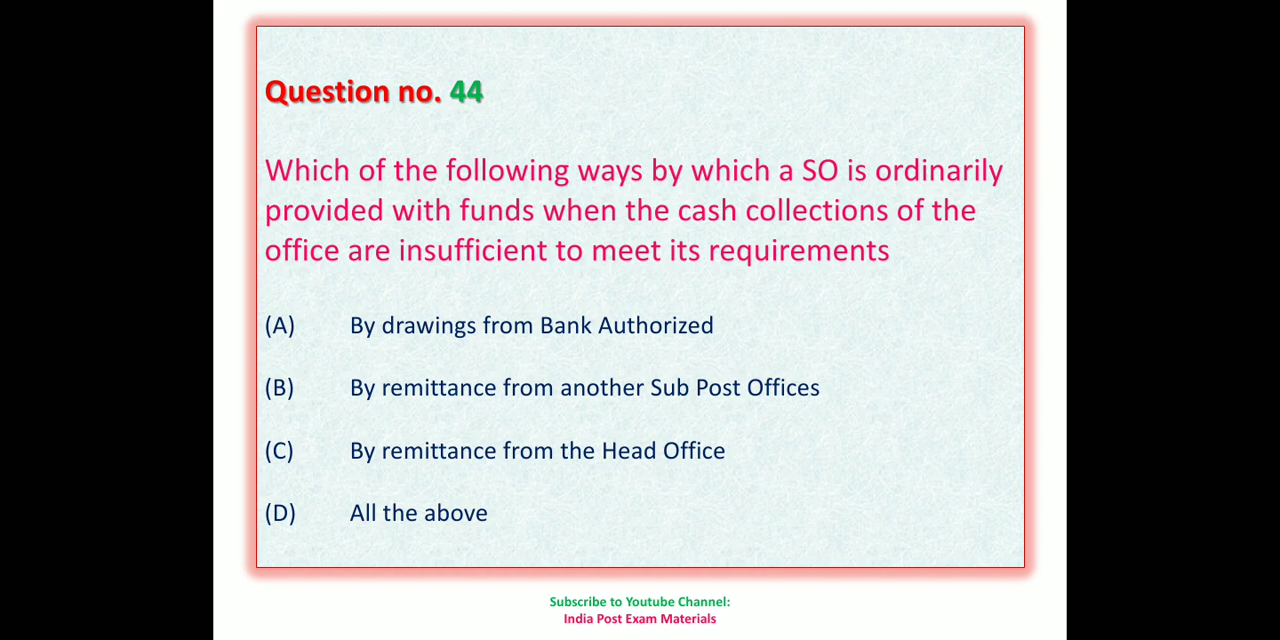 Question no. 44
Which of the following ways by which a SO is ordinarily
provided with funds when the cash collections of the
office are insufficient to meet its requirements
(A) By drawings from Bank Authorized
(B) By remittance from another Sub Post Offices
(C) By remittance from the Head Office
(D) All the above
Subscribe to Youtube Channel:
India Post Exam Materials